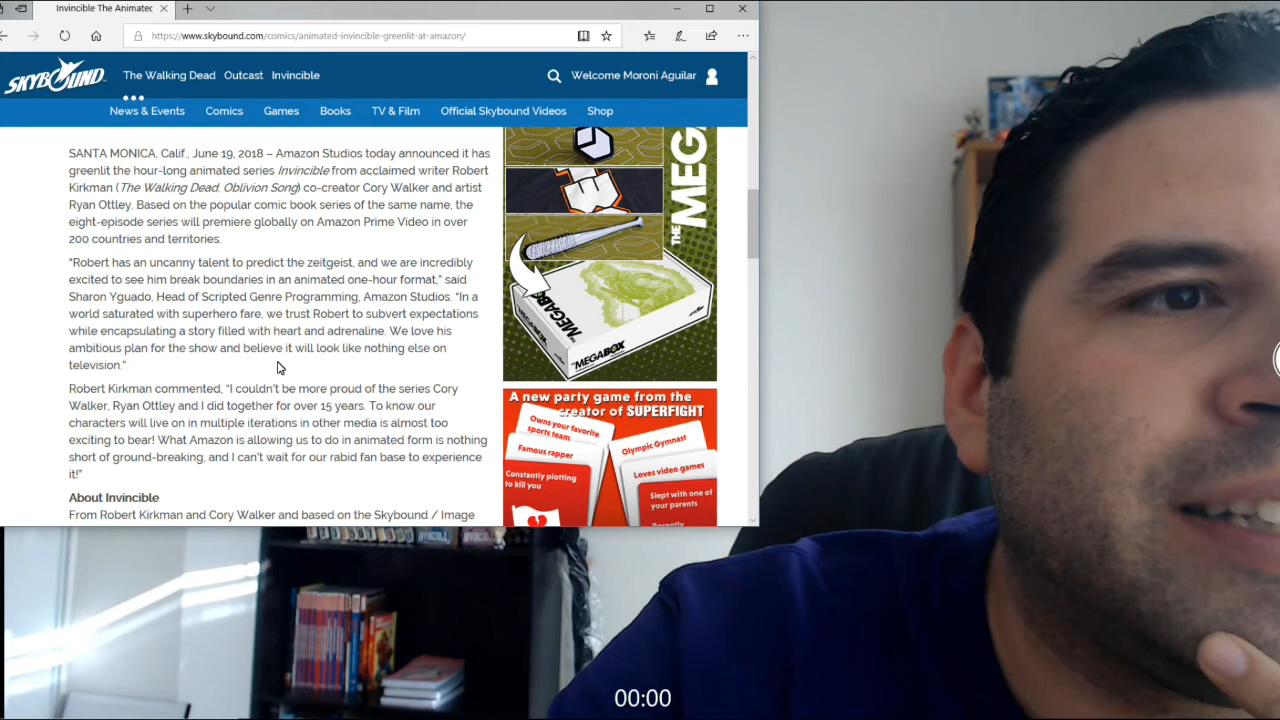 Invincible The Animated
https://www.skybound.com/comics/animated-invincible-greenlit-at-amazon/
SKYBOUND
The Walking Dead Outcast Invincible
Welcome Moroni Aguilar
News & Events Comics Games Books TV & Film Official Skybound Videos Shop
SANTA MONICA, Calif., June 19, 2018 – Amazon Studios today announced it has
greenlit the hour-long animated series Invincible from acclaimed writer Robert
Kirkman (The Walking Dead, Oblivion Song) co-creator Cory Walker and artist
Ryan Ottley. Based on the popular comic book series of the same name, the
eight-episode series will premiere globally on Amazon Prime Video in over
200 countries and territories.
“Robert has an uncanny talent to predict the zeitgeist, and we are incredibly
excited to see him break boundaries in an animated one-hour format,” said
Sharon Yguado, Head of Scripted Genre Programming, Amazon Studios. “In a
world saturated with superhero fare, we trust Robert to subvert expectations
while encapsulating a story filled with heart and adrenaline. We love his
ambitious plan for the show and believe it will look like nothing else on
television.”
Robert Kirkman commented, “I couldn’t be more proud of the series Cory
Walker, Ryan Ottley and I did together for over 15 years. To know our
characters will live on in multiple iterations in other media is almost too
exciting to bear! What Amazon is allowing us to do in animated form is nothing
short of ground-breaking, and I can’t wait for our rabid fan base to experience
it!”
About Invincible
From Robert Kirkman and Cory Walker and based on the Skybound / Image
THE MEG
MEGABOX
THE MEGABOX
A new party game from the
creator of SUPERFIGHT
Owns your favorite
sports team
Famous rapper
Constantly plotting
to kill you
Olympic Gymnast
Loves video games
Slept with one of
your parents
Recently
00:00